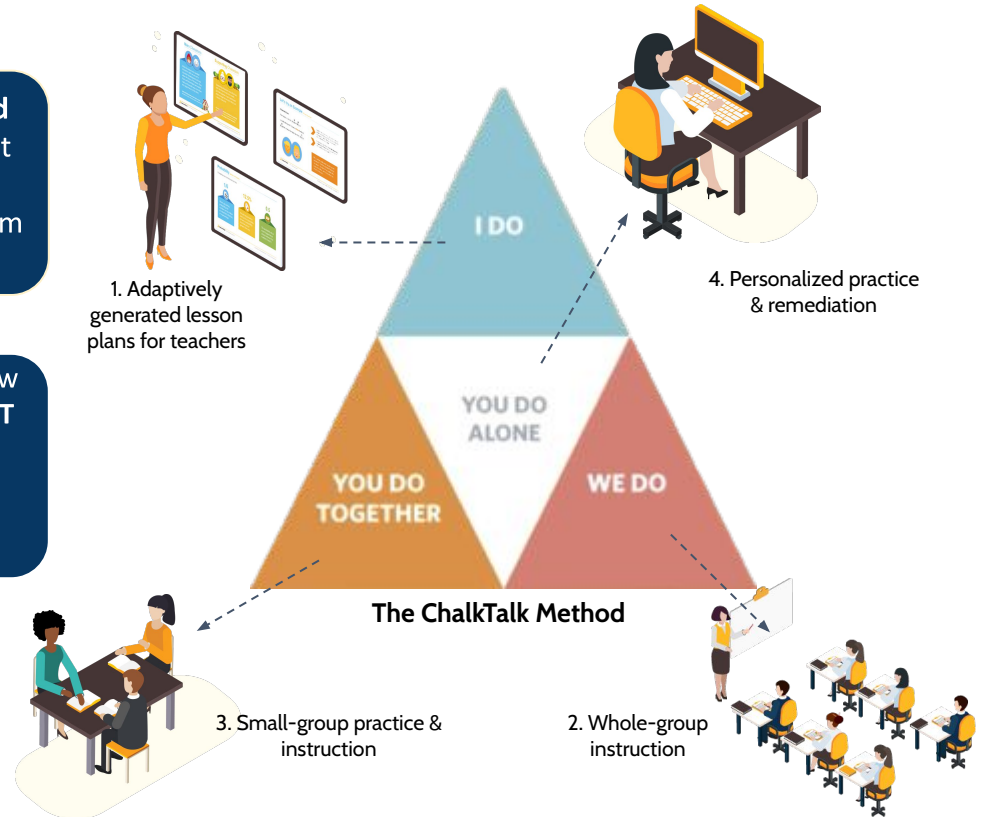 1. Adaptively
generated lesson
plans for teachers
I DO
4. Personalized practice
& remediation
YOU DO
ALONE
YOU DO
TOGETHER
WE DO
The ChalkTalk Method
3. Small-group practice &
instruction
2. Whole-group
instruction